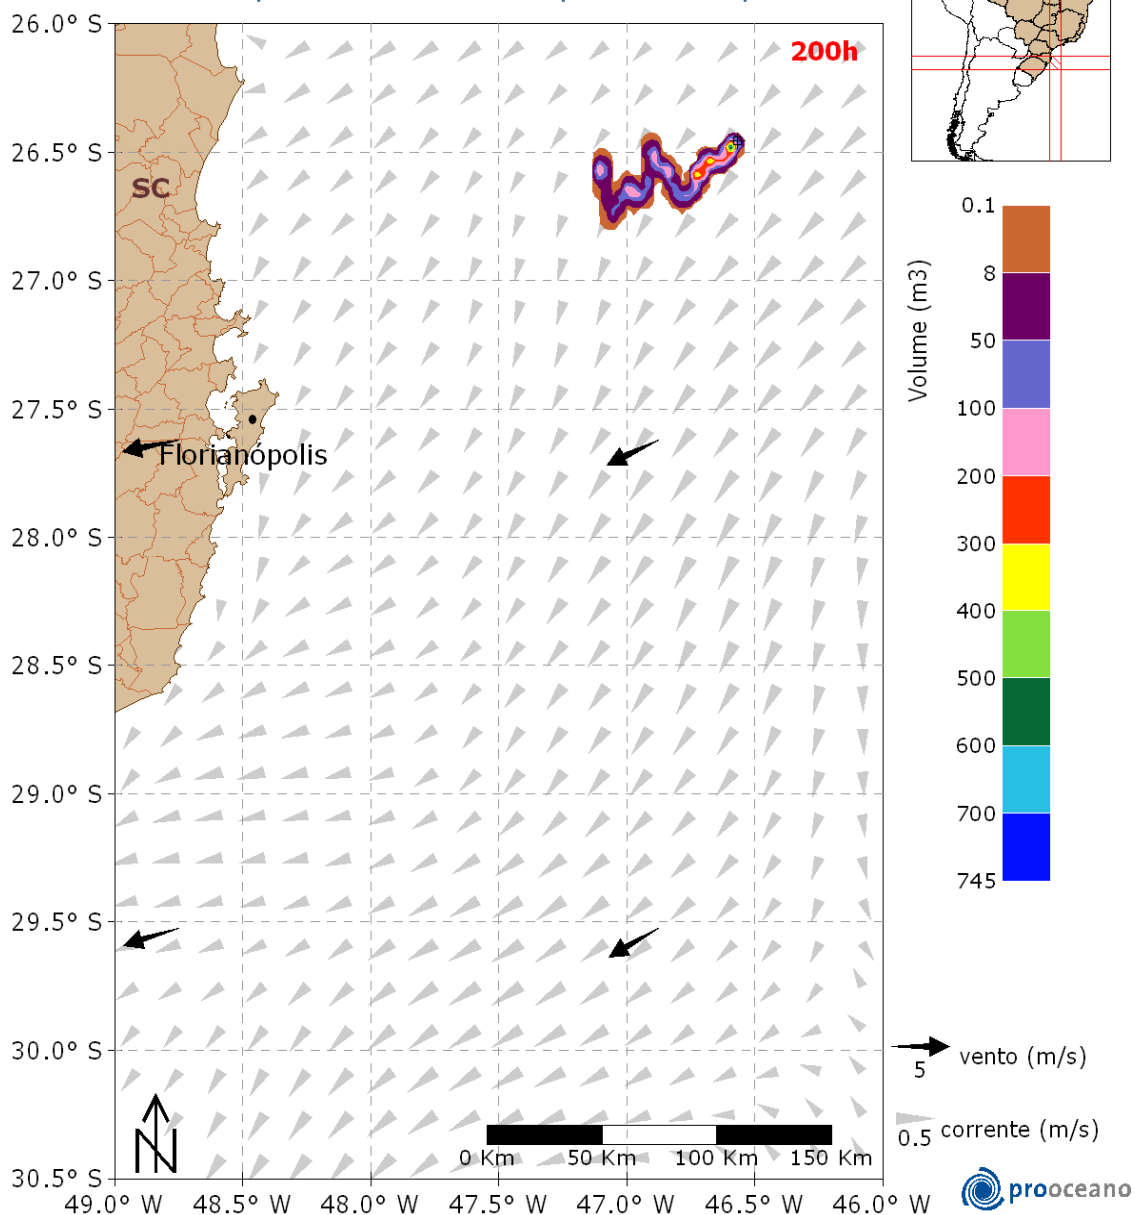 26.0° S
200h
26.5° S
SC
0.1
27.0° S
8
Volume (m3)
50
27.5° S
100
Florianópolis
200
28.0° S
300
400
28.5° S
500
600
29.0° S
700
745
29.5° S
30.0° S
vento (m/s)
5
N
0.5 corrente (m/s)
0 Km 50 Km 100 Km 150 Km
30.5° S
prooceano
49.0° W 48.5° W 48.0° W 47.5° W 47.0° W 46.5° W 46.0° W